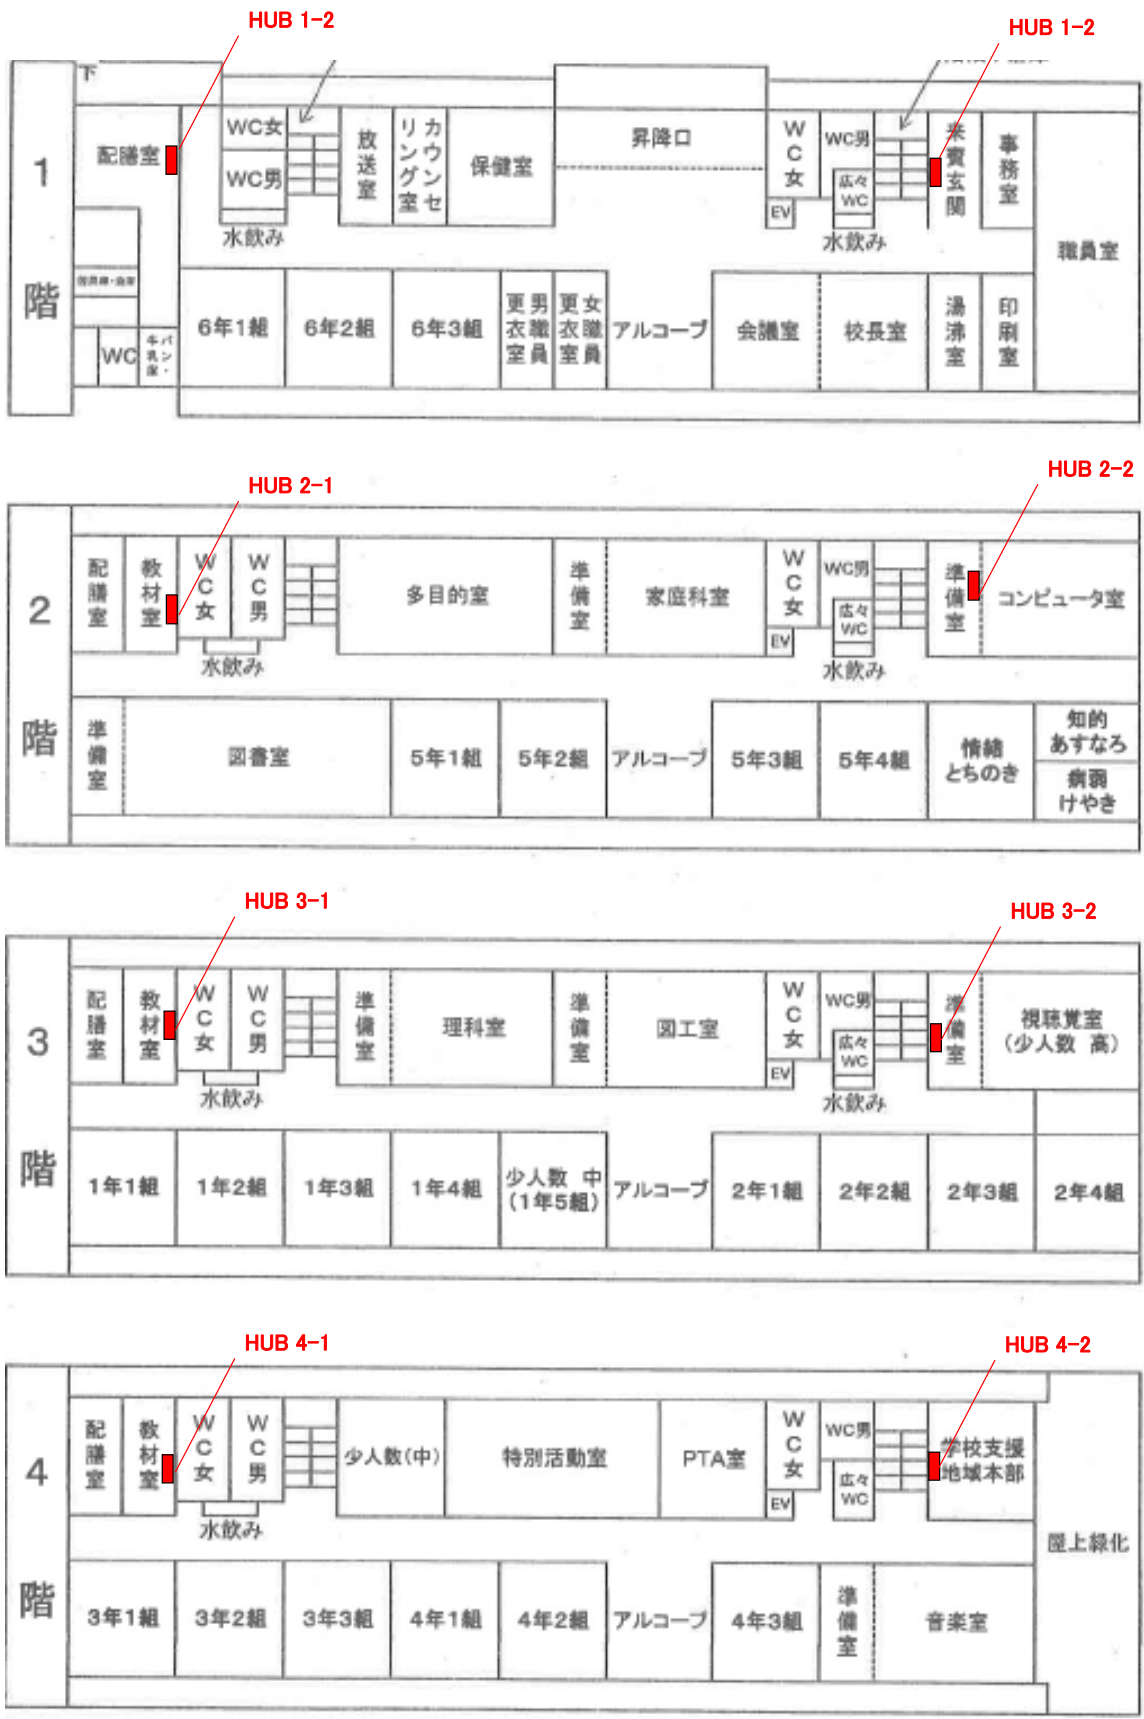 HUB 1-2
HUB 1-2
下
1
階
配膳室
WC女
WC男
水飲み
放送室
カウンセリング室
保健室
昇降口
WC女
EV
WC男
広々
WC
水飲み
来賓玄関
事務室
職員室
WC
パン・
牛乳庫
6年1組
6年2組
6年3組
男職員更衣室
女職員更衣室
アルコーブ
会議室
校長室
湯沸室
印刷室
HUB 2-1
HUB 2-2
2
階
配膳室
教材室
WC女
WC男
水飲み
多目的室
準備室
家庭科室
WC女
EV
WC男
広々
WC
水飲み
準備室
コンピュータ室
準備室
図書室
5年1組
5年2組
アルコーブ
5年3組
5年4組
情緒
とちのき
知的
あすなろ
病弱
けやき
HUB 3-1
HUB 3-2
3
階
配膳室
教材室
WC女
WC男
水飲み
準備室
理科室
準備室
図工室
WC女
EV
WC男
広々
WC
水飲み
準備室
視聴覚室
(少人数 高)
1年1組
1年2組
1年3組
1年4組
少人数 中
(1年5組)
アルコーブ
2年1組
2年2組
2年3組
2年4組
HUB 4-1
HUB 4-2
4
階
配膳室
教材室
WC女
WC男
水飲み
少人数(中)
特別活動室
PTA室
WC女
EV
WC男
広々
WC
学校支援
地域本部
屋上緑化
3年1組
3年2組
3年3組
4年1組
4年2組
アルコーブ
4年3組
準備室
音楽室